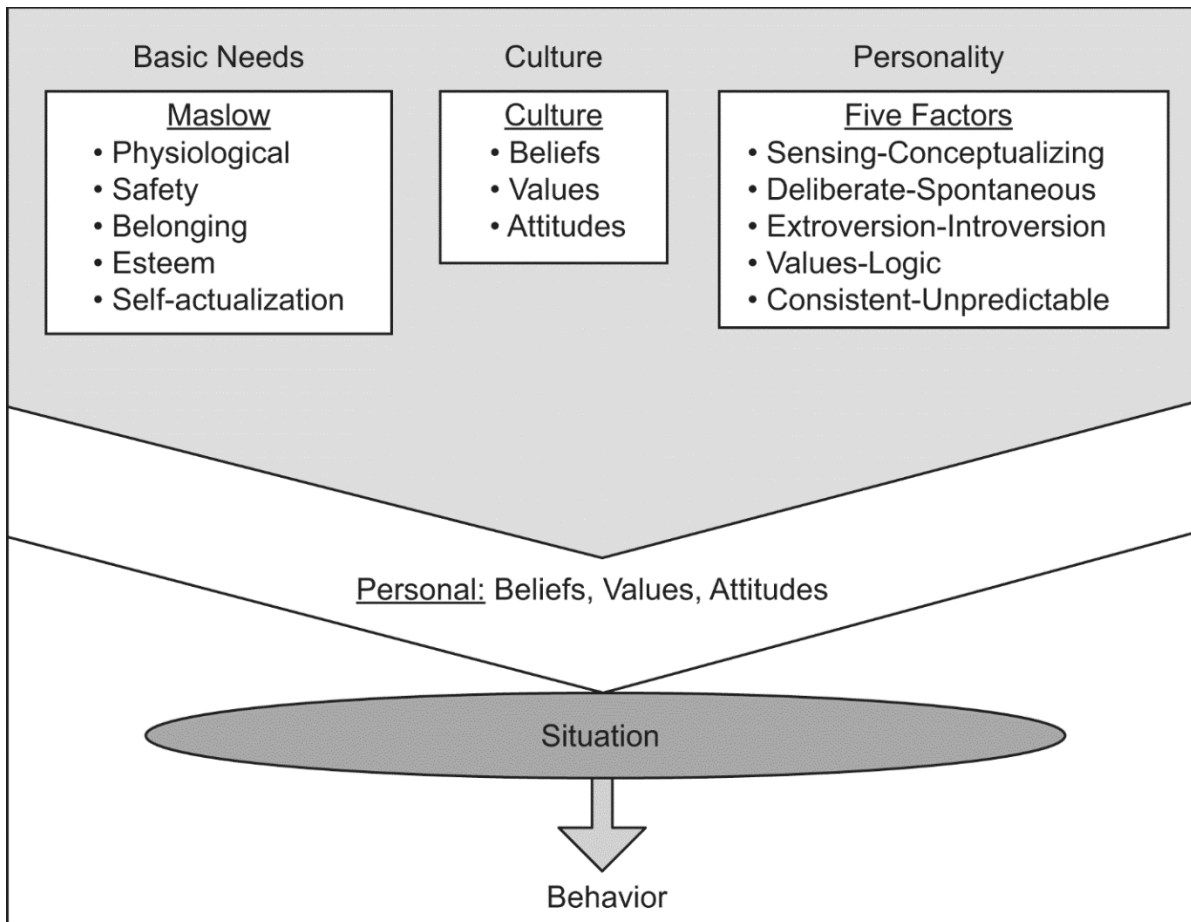 Basic Needs
Culture
Personality
Maslow
• Physiological
• Safety
• Belonging
• Esteem
• Self-actualization
Culture
• Beliefs
• Values
• Attitudes
Five Factors
• Sensing-Conceptualizing
• Deliberate-Spontaneous
• Extroversion-Introversion
• Values-Logic
• Consistent-Unpredictable
Personal: Beliefs, Values, Attitudes
Situation
Behavior